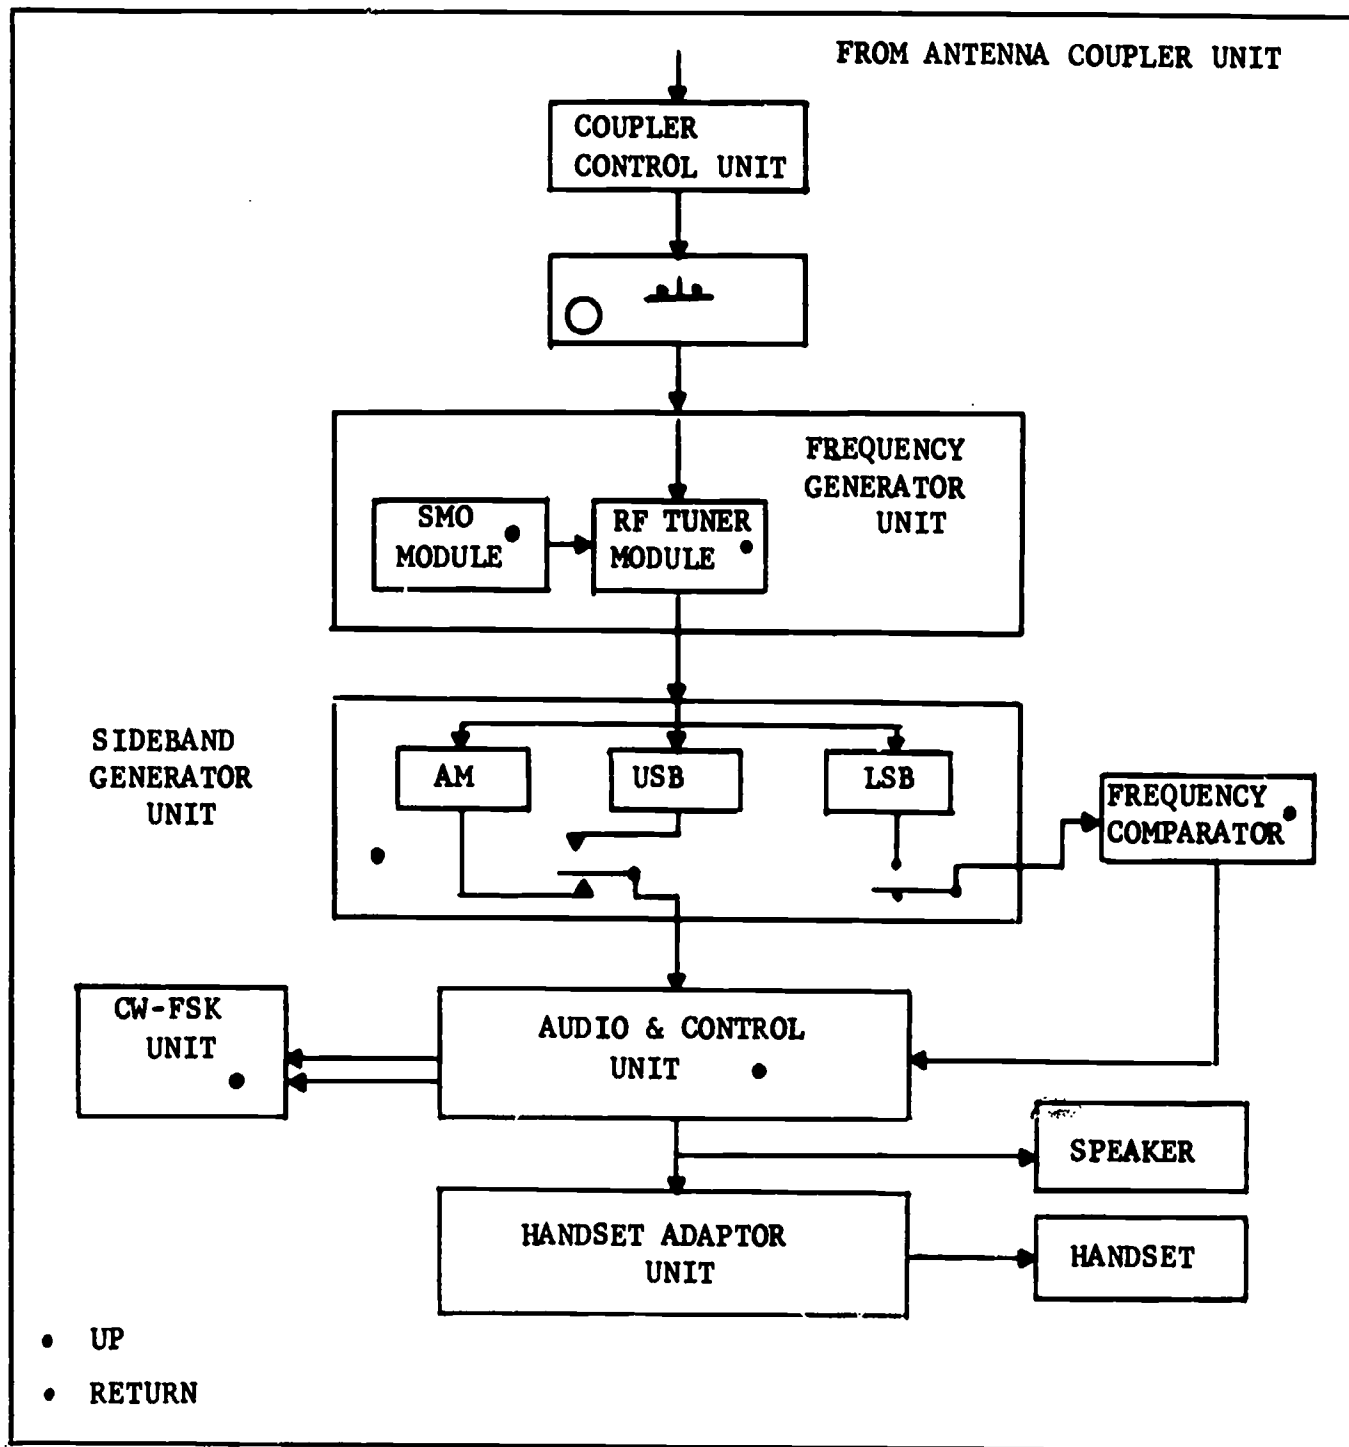 FROM ANTENNA COUPLER UNIT
COUPLER
CONTROL UNIT
FREQUENCY
GENERATOR
UNIT
SMO
MODULE
RF TUNER
MODULE
SIDEBAND
GENERATOR
UNIT
AM
USB
LSB
FREQUENCY
COMPARATOR
CW-FSK
UNIT
AUDIO & CONTROL
UNIT
SPEAKER
HANDSET ADAPTOR
UNIT
HANDSET
• UP
• RETURN